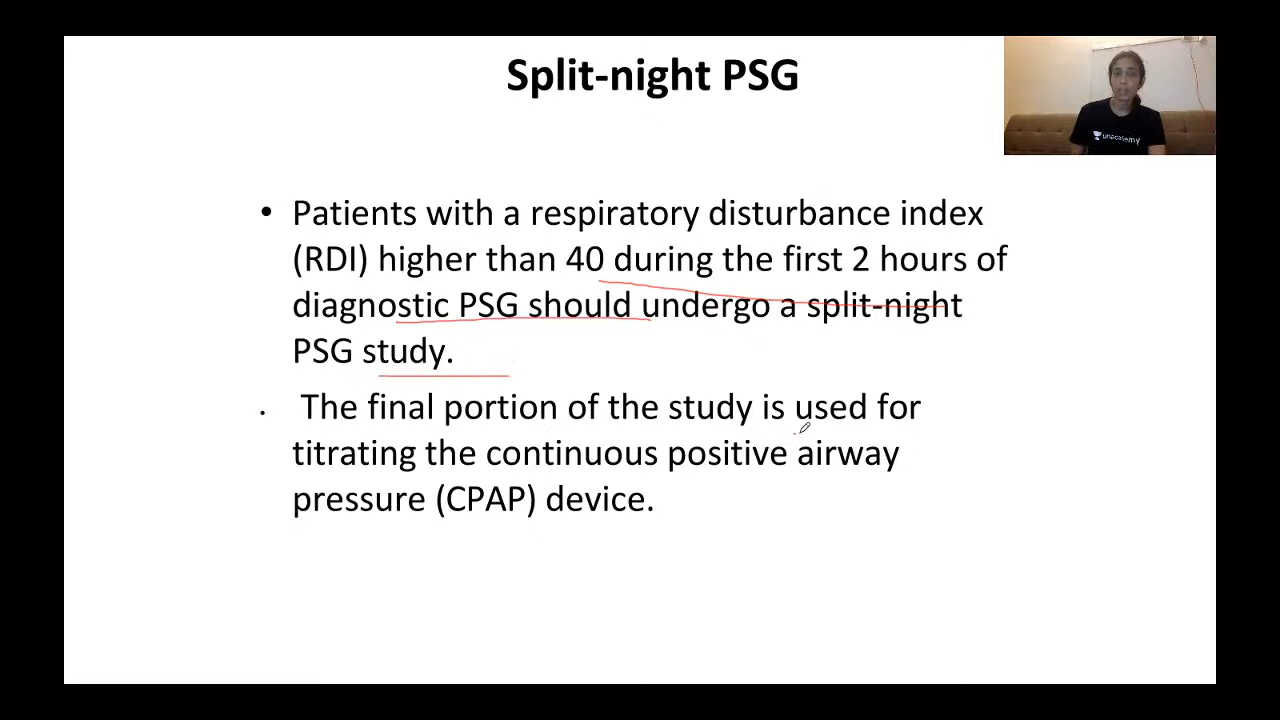 Split-night PSG
• Patients with a respiratory disturbance index
(RDI) higher than 40 during the first 2 hours of
diagnostic PSG should undergo a split-night
PSG study.
• The final portion of the study is used for
titrating the continuous positive airway
pressure (CPAP) device.
unacademy